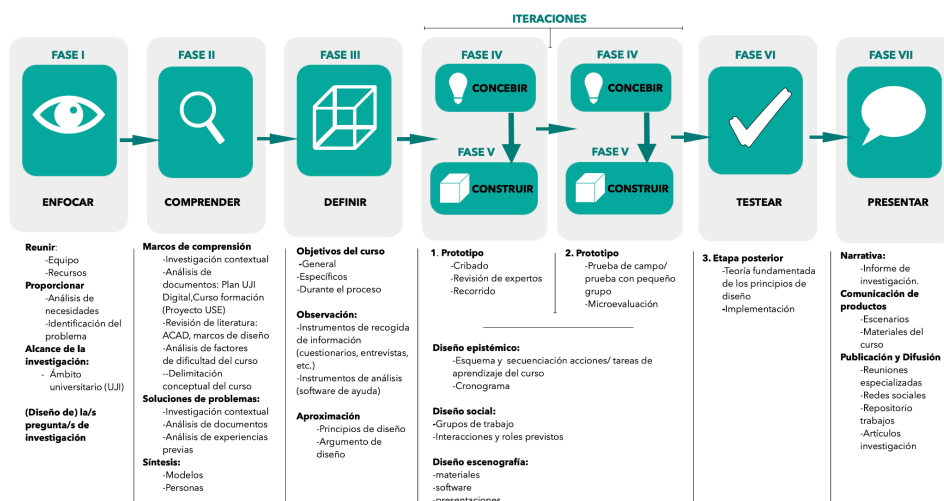 ITERACIONES
FASE I
ENFOCAR
FASE II
COMPRENDER
FASE III
DEFINIR
FASE IV
CONCEBIR
FASE V
CONSTRUIR
FASE IV
CONCEBIR
FASE V
CONSTRUIR
FASE VI
TESTEAR
FASE VII
PRESENTAR
Reunir:
-Equipo
-Recursos
Proporcionar
-Análisis de
necesidades
-Identificación del
problema
Alcance de la
investigación:
- Ámbito
universitario (UJI)
(Diseño de) la/s
pregunta/s de
investigación
Marcos de comprensión
-Investigación contextual
-Análisis de
documentos: Plan UJI
Digital,Curso formación
(Proyecto USE)
-Revisión de literatura:
ACAD, marcos de diseño
-Análisis de factores
de dificultad del curso
--Delimitación
conceptual del curso
Soluciones de problemas:
-Investigación contextual
-Análisis de documentos
-Análisis de experiencias
previas
Síntesis:
-Modelos
-Personas
Objetivos del curso
-General
-Específicos
-Durante el proceso
Observación:
-Instrumentos de recogida
de información
(cuestionarios, entrevistas,
etc.)
-Instrumentos de análisis
(software de ayuda)
Aproximación
-Principios de diseño
-Argumento de
diseño
1. Prototipo
-Cribado
-Revisión de expertos
-Recorrido
2. Prototipo
-Prueba de campo/
prueba con pequeño
grupo
-Microevaluación
Diseño epistémico:
-Esquema y secuenciación acciones/ tareas de
aprendizaje del curso
-Cronograma
Diseño social:
-Grupos de trabajo
-Interacciones y roles previstos
Diseño escenografía:
-materiales
-software
-presentaciones
3. Etapa posterior
-Teoría fundamentada
de los principios de
diseño
-Implementación
Narrativa:
-Informe de
investigación.
Comunicación de
productos
-Escenarios
-Materiales del
curso
Publicación y Difusión
-Reuniones
especializadas
-Redes sociales
-Repositorio
trabajos
-Artículos
investigación